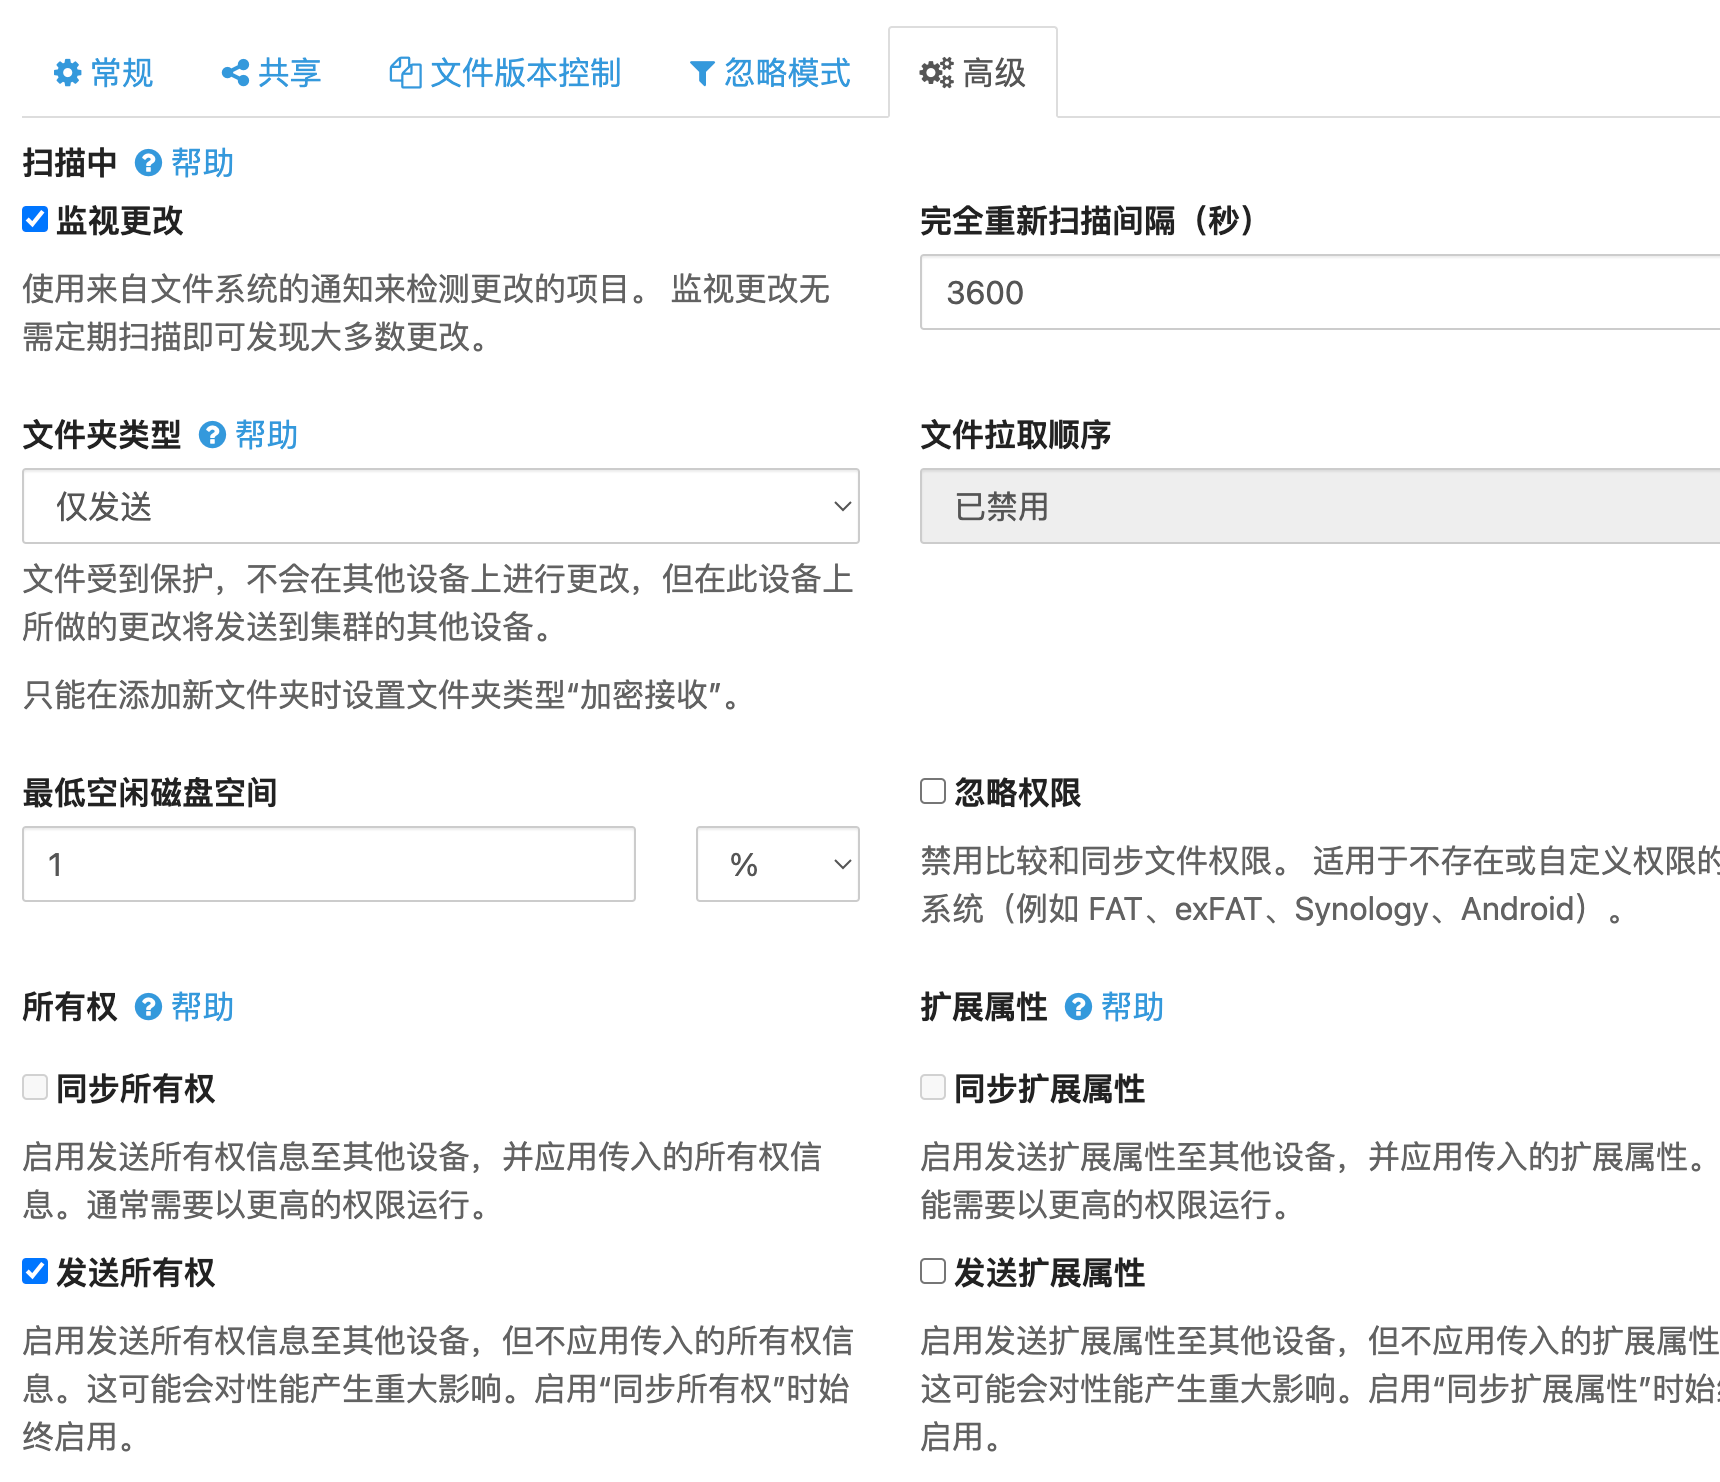 常规 共享 文件版本控制 忽略模式 高级
扫描中 帮助
监视更改
使用来自文件系统的通知来检测更改的项目。 监视更改无
需定期扫描即可发现大多数更改。
完全重新扫描间隔（秒）
3600
文件夹类型 帮助
仅发送
文件受到保护，不会在其他设备上进行更改，但在此设备上
所做的更改将发送到集群的其他设备。
只能在添加新文件夹时设置文件夹类型“加密接收”。
文件拉取顺序
已禁用
最低空闲磁盘空间
1 %
忽略权限
禁用比较和同步文件权限。 适用于不存在或自定义权限的
系统（例如 FAT、exFAT、Synology、Android）。
所有权 帮助
同步所有权
启用发送所有权信息至其他设备，并应用传入的所有权信
息。通常需要以更高的权限运行。
发送所有权
启用发送所有权信息至其他设备，但不应用传入的所有权信
息。这可能会对性能产生重大影响。启用“同步所有权”时始
终启用。
扩展属性 帮助
同步扩展属性
启用发送扩展属性至其他设备，并应用传入的扩展属性。
能需要以更高的权限运行。
发送扩展属性
启用发送扩展属性至其他设备，但不应用传入的扩展属性
这可能会对性能产生重大影响。启用“同步扩展属性”时始
启用。